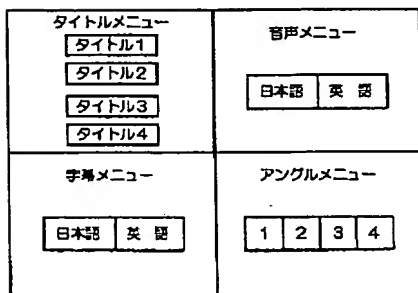 タイトルメニュー
タイトル1
タイトル2
タイトル3
タイトル4
音声メニュー
日本語 英 語
字幕メニュー
日本語 英 語
アングルメニュー
1 2 3 4